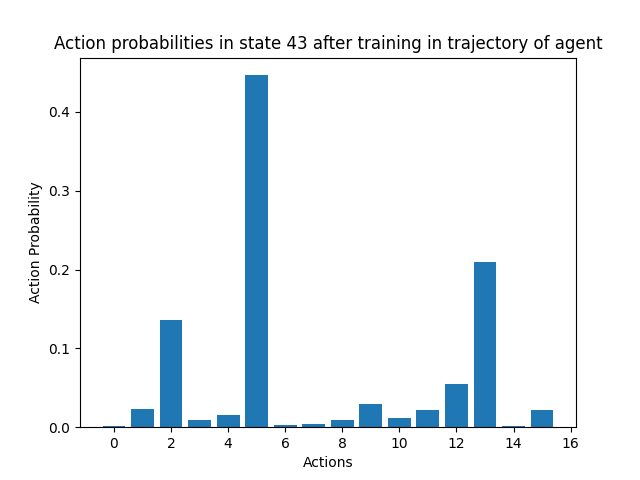 Action probabilities in state 43 after training in trajectory of agent
Action Probability
0.4
0.3
0.2
0.1
0.0
0 2 4 6 8 10 12 14 16
Actions